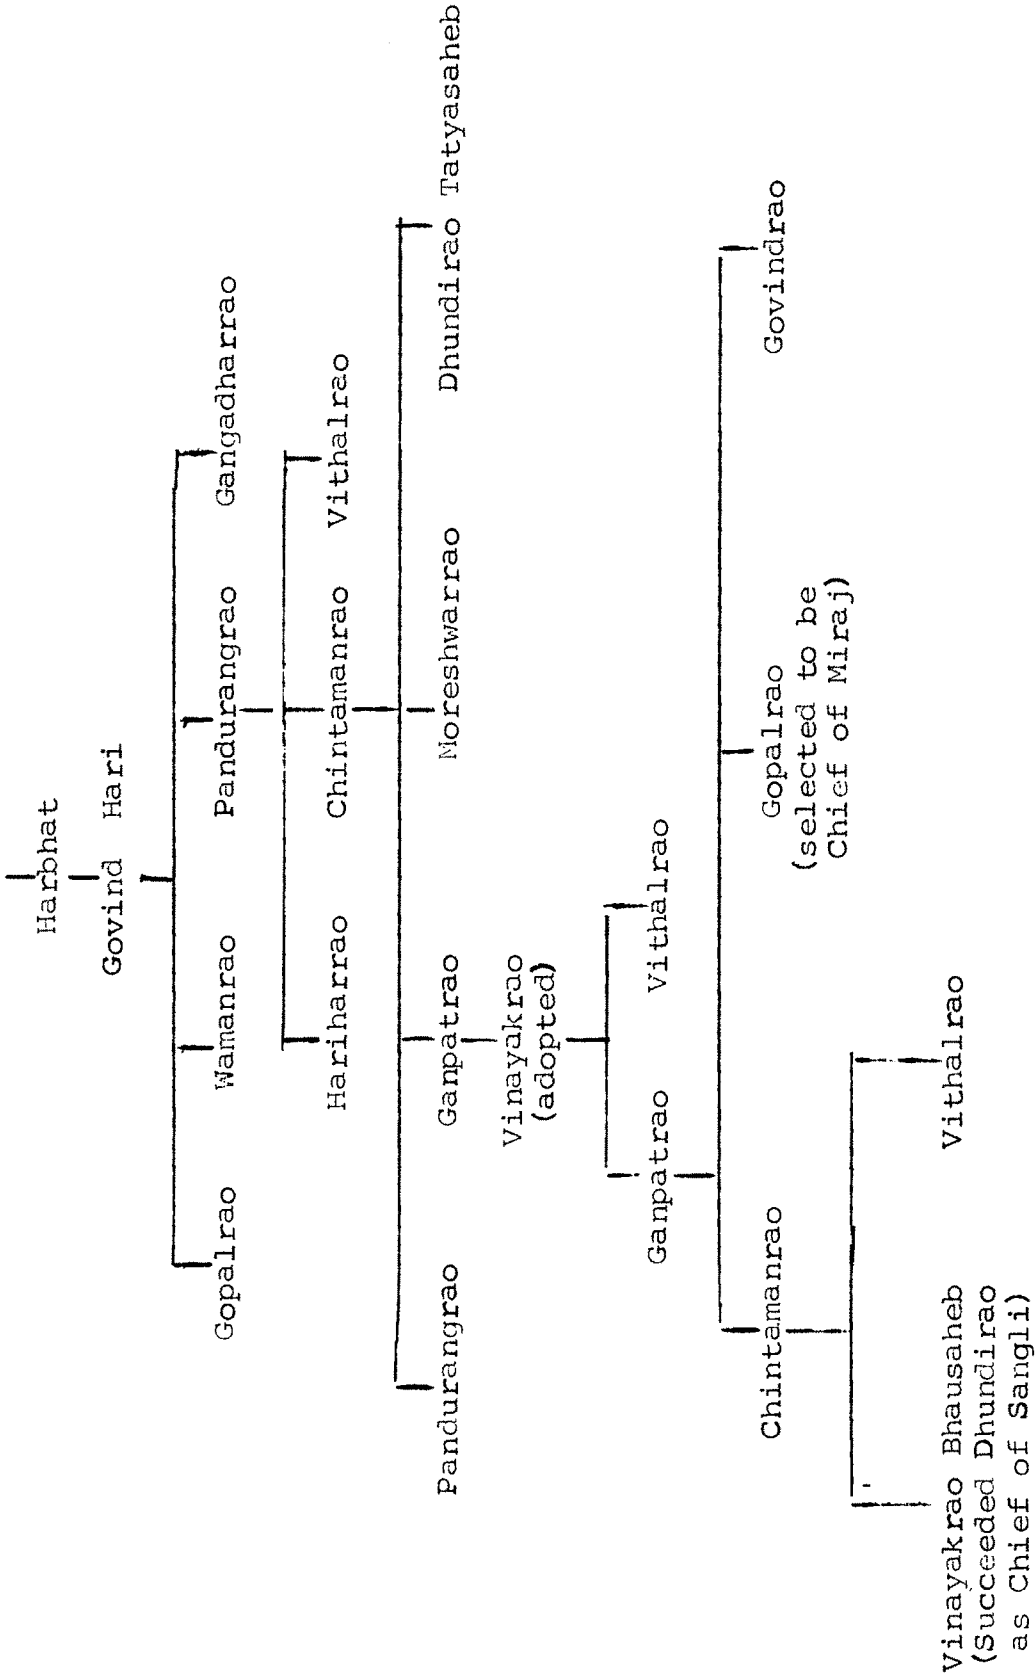 Harbhat
Govind Hari
Gopalrao Wamanrao Pandurangrao Gangadharrao
Hariharrao Chintamanrao Vithalrao
Pandurangrao Ganpatrao Moreshwarrao Dhundirao Tatyasaheb
Vinayakrao
(adopted)
Ganpatrao Vithalrao
Chintamanrao Gopalrao Govindrao
(selected to be
Chief of Miraj)
Vinayakrao Bhausaheb Vithalrao
(Succeeded Dhundirao
as Chief of Sangli)